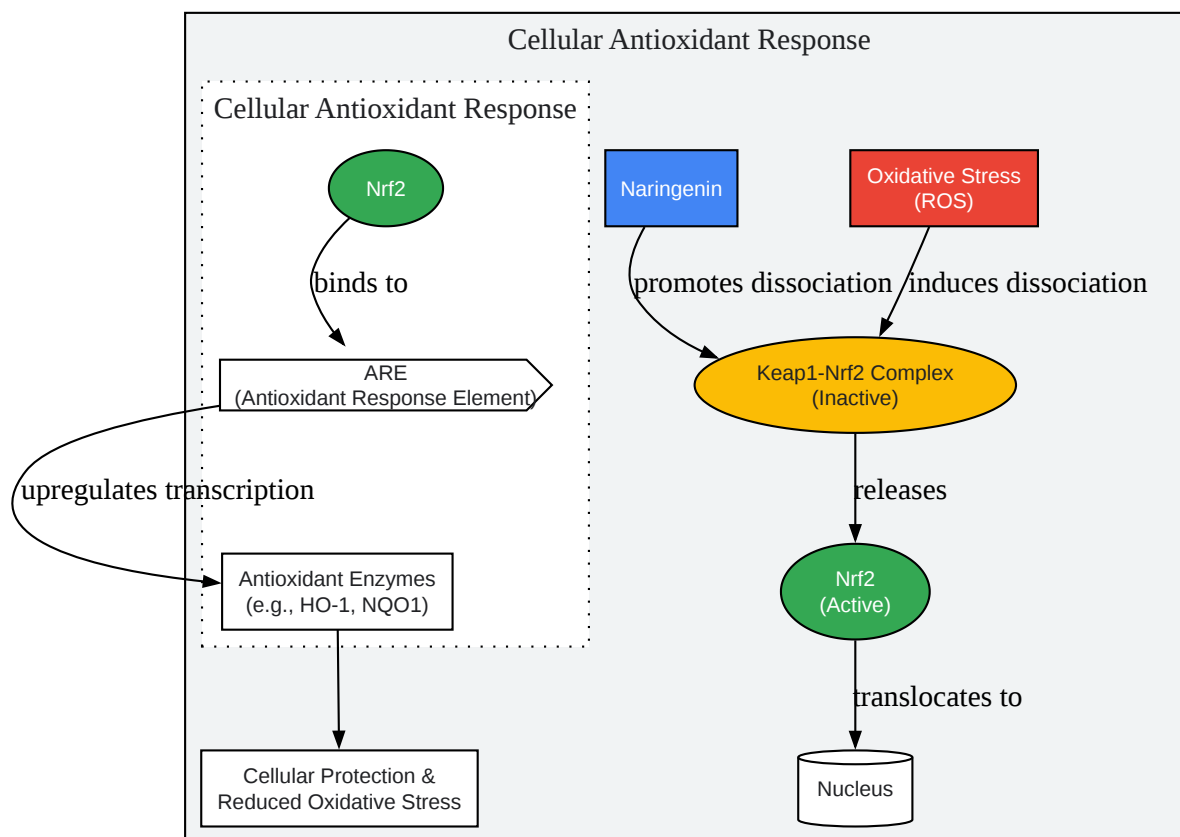 Cellular Antioxidant Response
Cellular Antioxidant Response
Nrf2
Naringenin
Oxidative Stress
(ROS)
binds to
promotes dissociation
induces dissociation
ARE
(Antioxidant Response Element)
Keap1-Nrf2 Complex
(Inactive)
upregulates transcription
releases
Antioxidant Enzymes
(e.g., HO-1, NQO1)
Nrf2
(Active)
translocates to
Cellular Protection &
Reduced Oxidative Stress
Nucleus